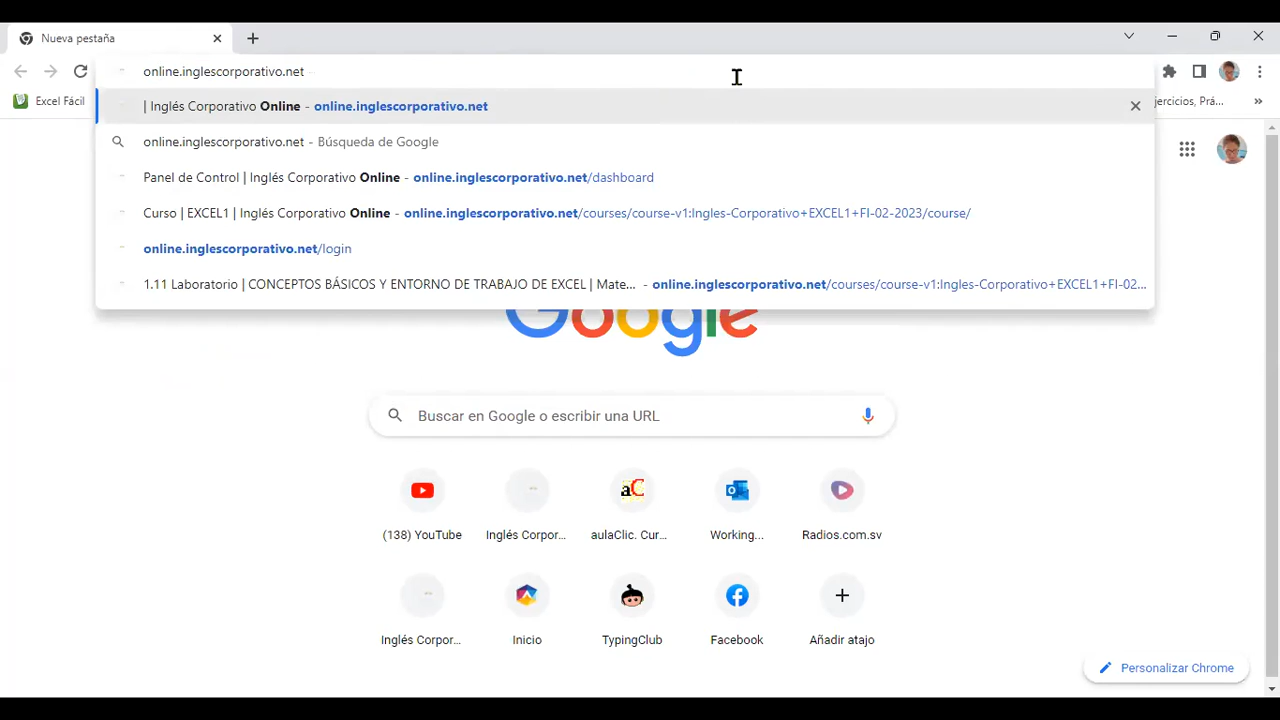 Nueva pestaña
online.inglescorporativo.net
Excel Fácil
| Inglés Corporativo Online - online.inglescorporativo.net
jercicios, Prá...
online.inglescorporativo.net - Búsqueda de Google
Panel de Control | Inglés Corporativo Online - online.inglescorporativo.net/dashboard
Curso | EXCEL1 | Inglés Corporativo Online - online.inglescorporativo.net/courses/course-v1:Ingles-Corporativo+EXCEL1+FI-02-2023/course/
online.inglescorporativo.net/login
1.11 Laboratorio | CONCEPTOS BÁSICOS Y ENTORNO DE TRABAJO DE EXCEL | Mate... - online.inglescorporativo.net/courses/course-v1:Ingles-Corporativo+EXCEL1+FI-02...
Google
Buscar en Google o escribir una URL
aC
(138) YouTube
Inglés Corpor...
aulaClic. Cur...
Working...
Radios.com.sv
Inglés Corpor...
Inicio
TypingClub
Facebook
Añadir atajo
Personalizar Chrome